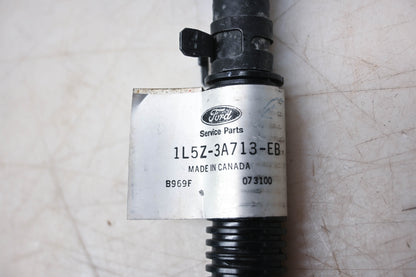 Ford
Service Parts
1L5Z-3A713-EB
MADE IN CANADA
B969F 073100